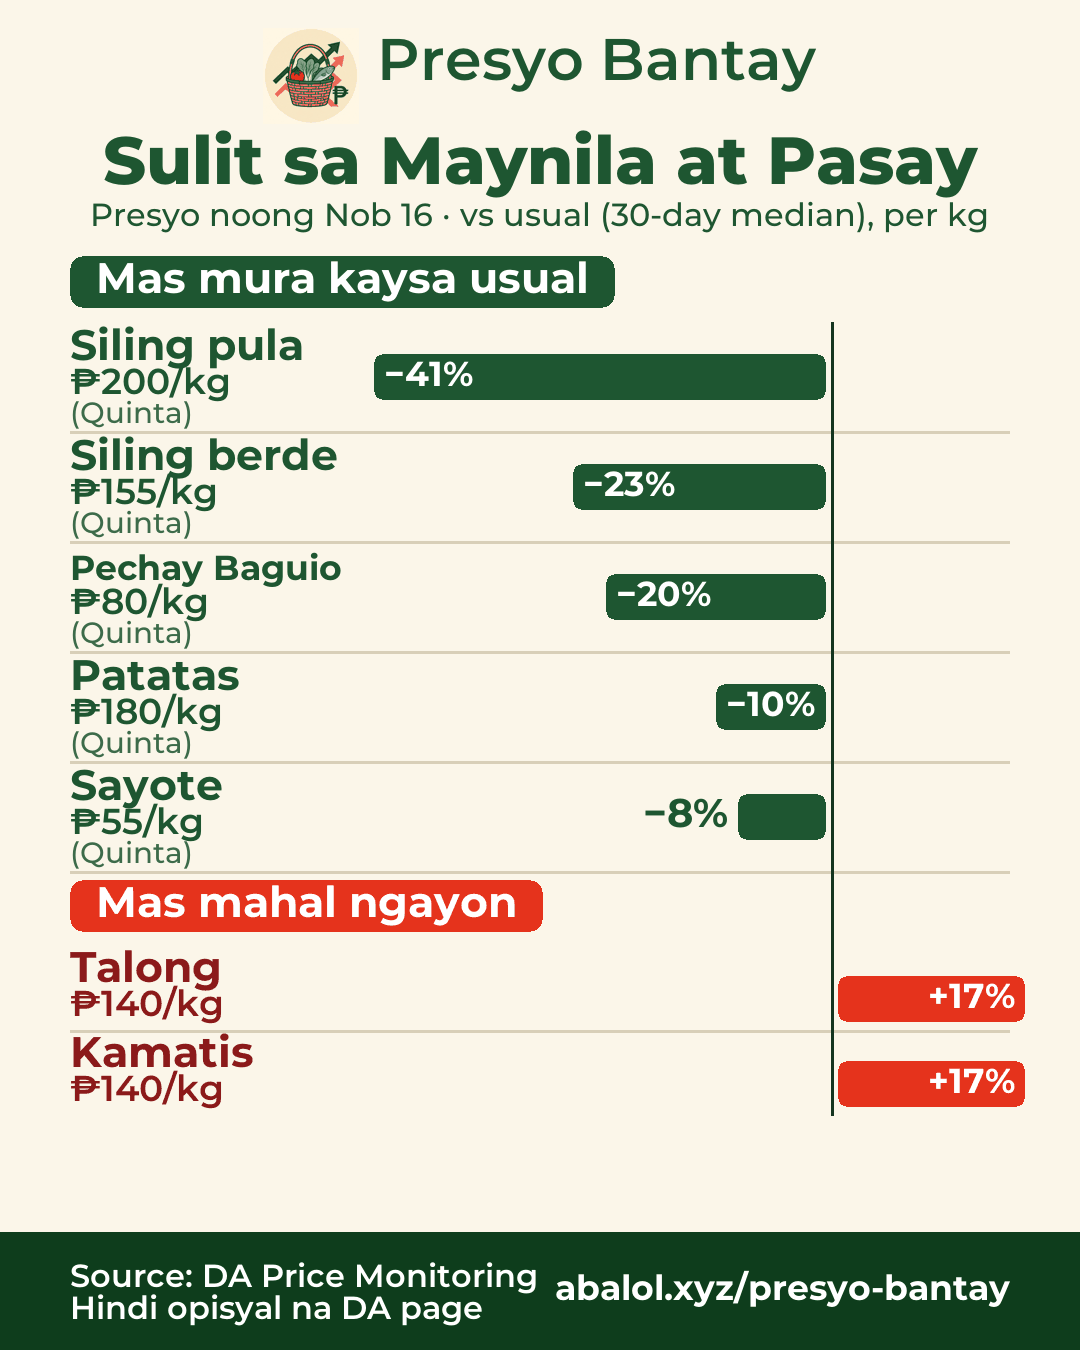 ₱
Presyo Bantay
Sulit sa Maynila at Pasay
Presyo noong Nob 16 · vs usual (30-day median), per kg
Mas mura kaysa usual
Siling pula
₱200/kg
(Quinta)
−41%
Siling berde
₱155/kg
(Quinta)
−23%
Pechay Baguio
₱80/kg
(Quinta)
−20%
Patatas
₱180/kg
(Quinta)
−10%
Sayote
₱55/kg
(Quinta)
−8%
Mas mahal ngayon
Talong
₱140/kg
+17%
Kamatis
₱140/kg
+17%
Source: DA Price Monitoring
Hindi opisyal na DA page
abalol.xyz/presyo-bantay